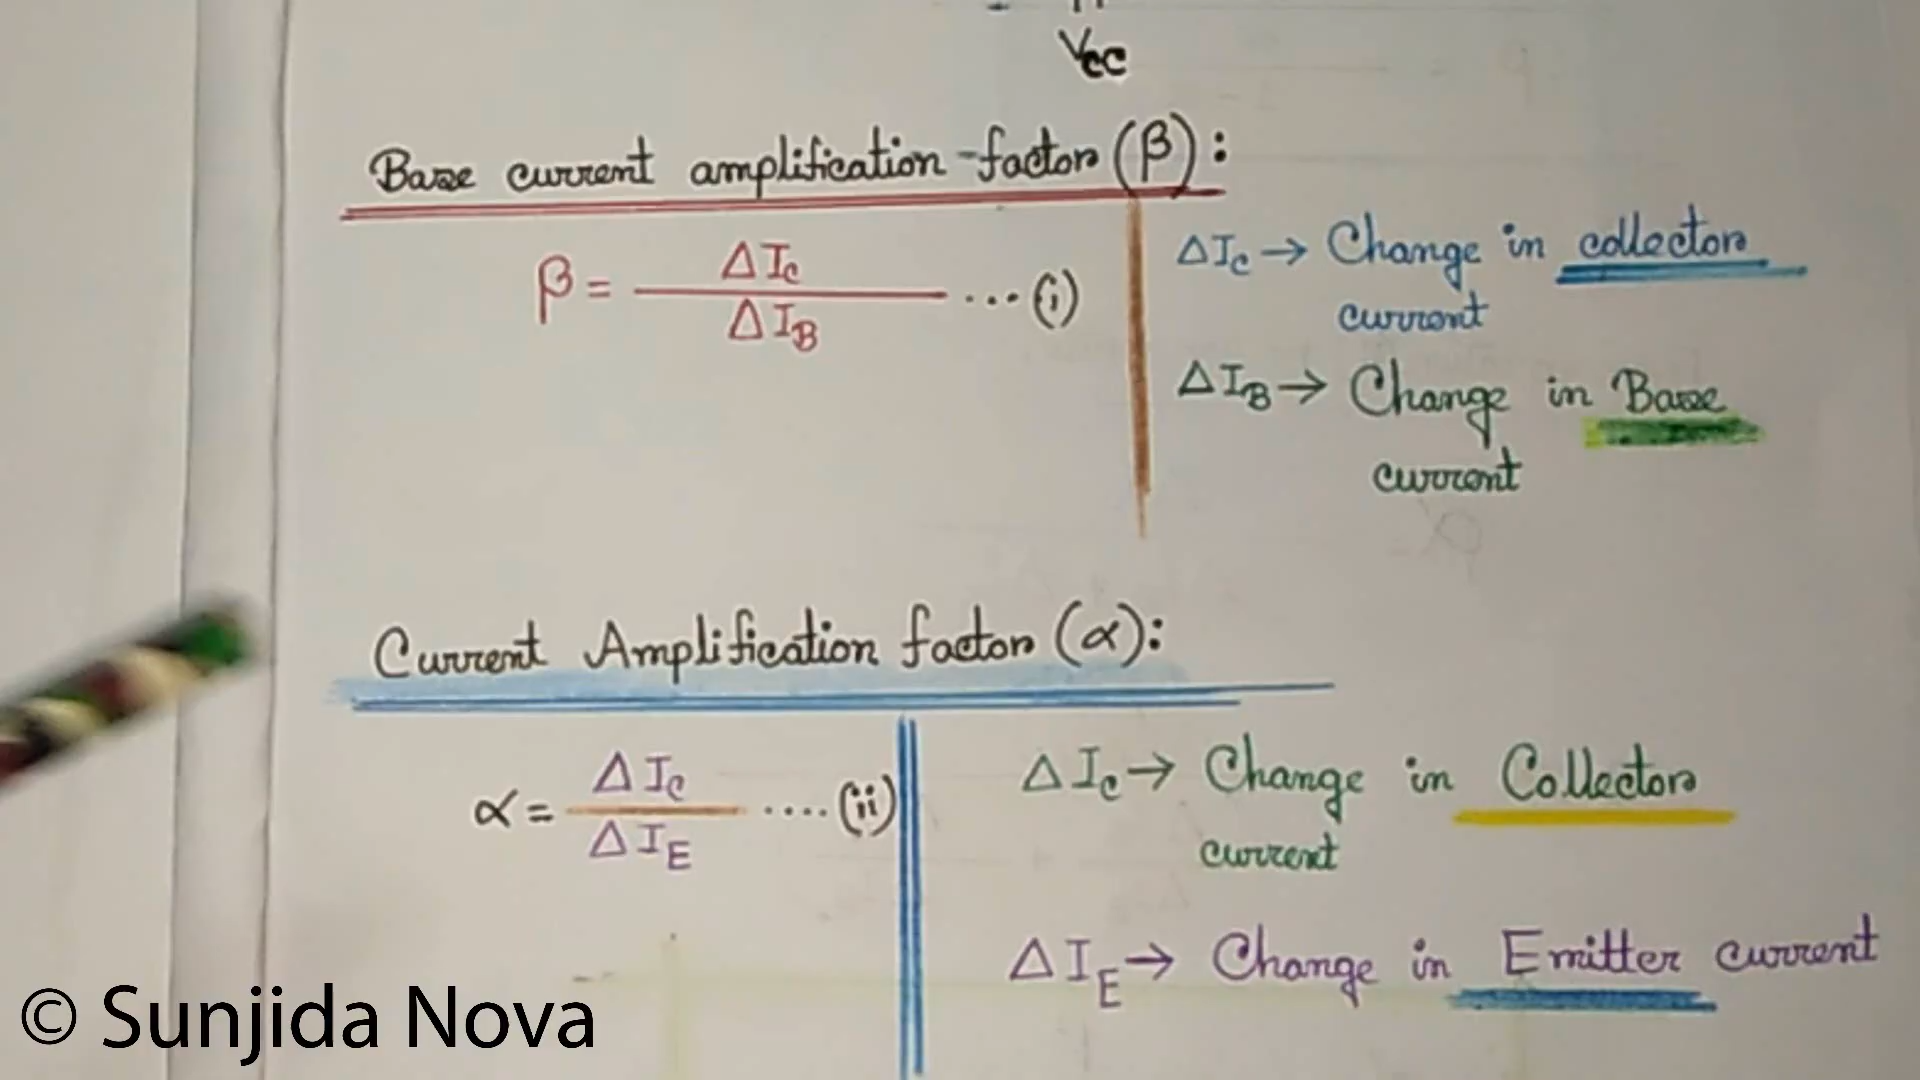 Vcc
Base current amplification factor (β):
β = ΔIc / ΔIB ... (i)
ΔIc → Change in collector
current
ΔIB → Change in Base
current
Current Amplification factor (α):
α = ΔIc / ΔIE .... (ii)
ΔIc → Change in Collector
current
ΔIE → Change in Emitter current
© Sunjida Nova